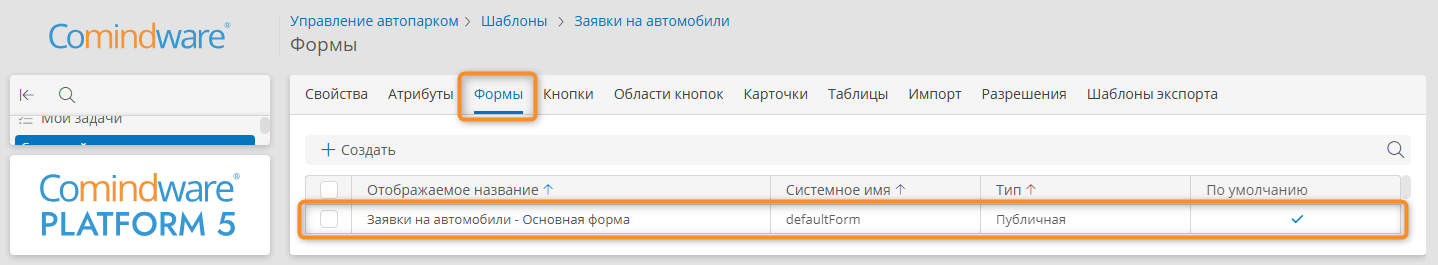 Comindware®
Управление автопарком > Шаблоны > Заявки на автомобили
Формы
Мои задачи
Свойства Атрибуты Формы Кнопки Области кнопок Карточки Таблицы Импорт Разрешения Шаблоны экспорта
+ Создать
Отображаемое название ↑ Системное имя ↑ Тип ↑ По умолчанию
Заявки на автомобили - Основная форма defaultForm Публичная ✓
Comindware®
PLATFORM 5